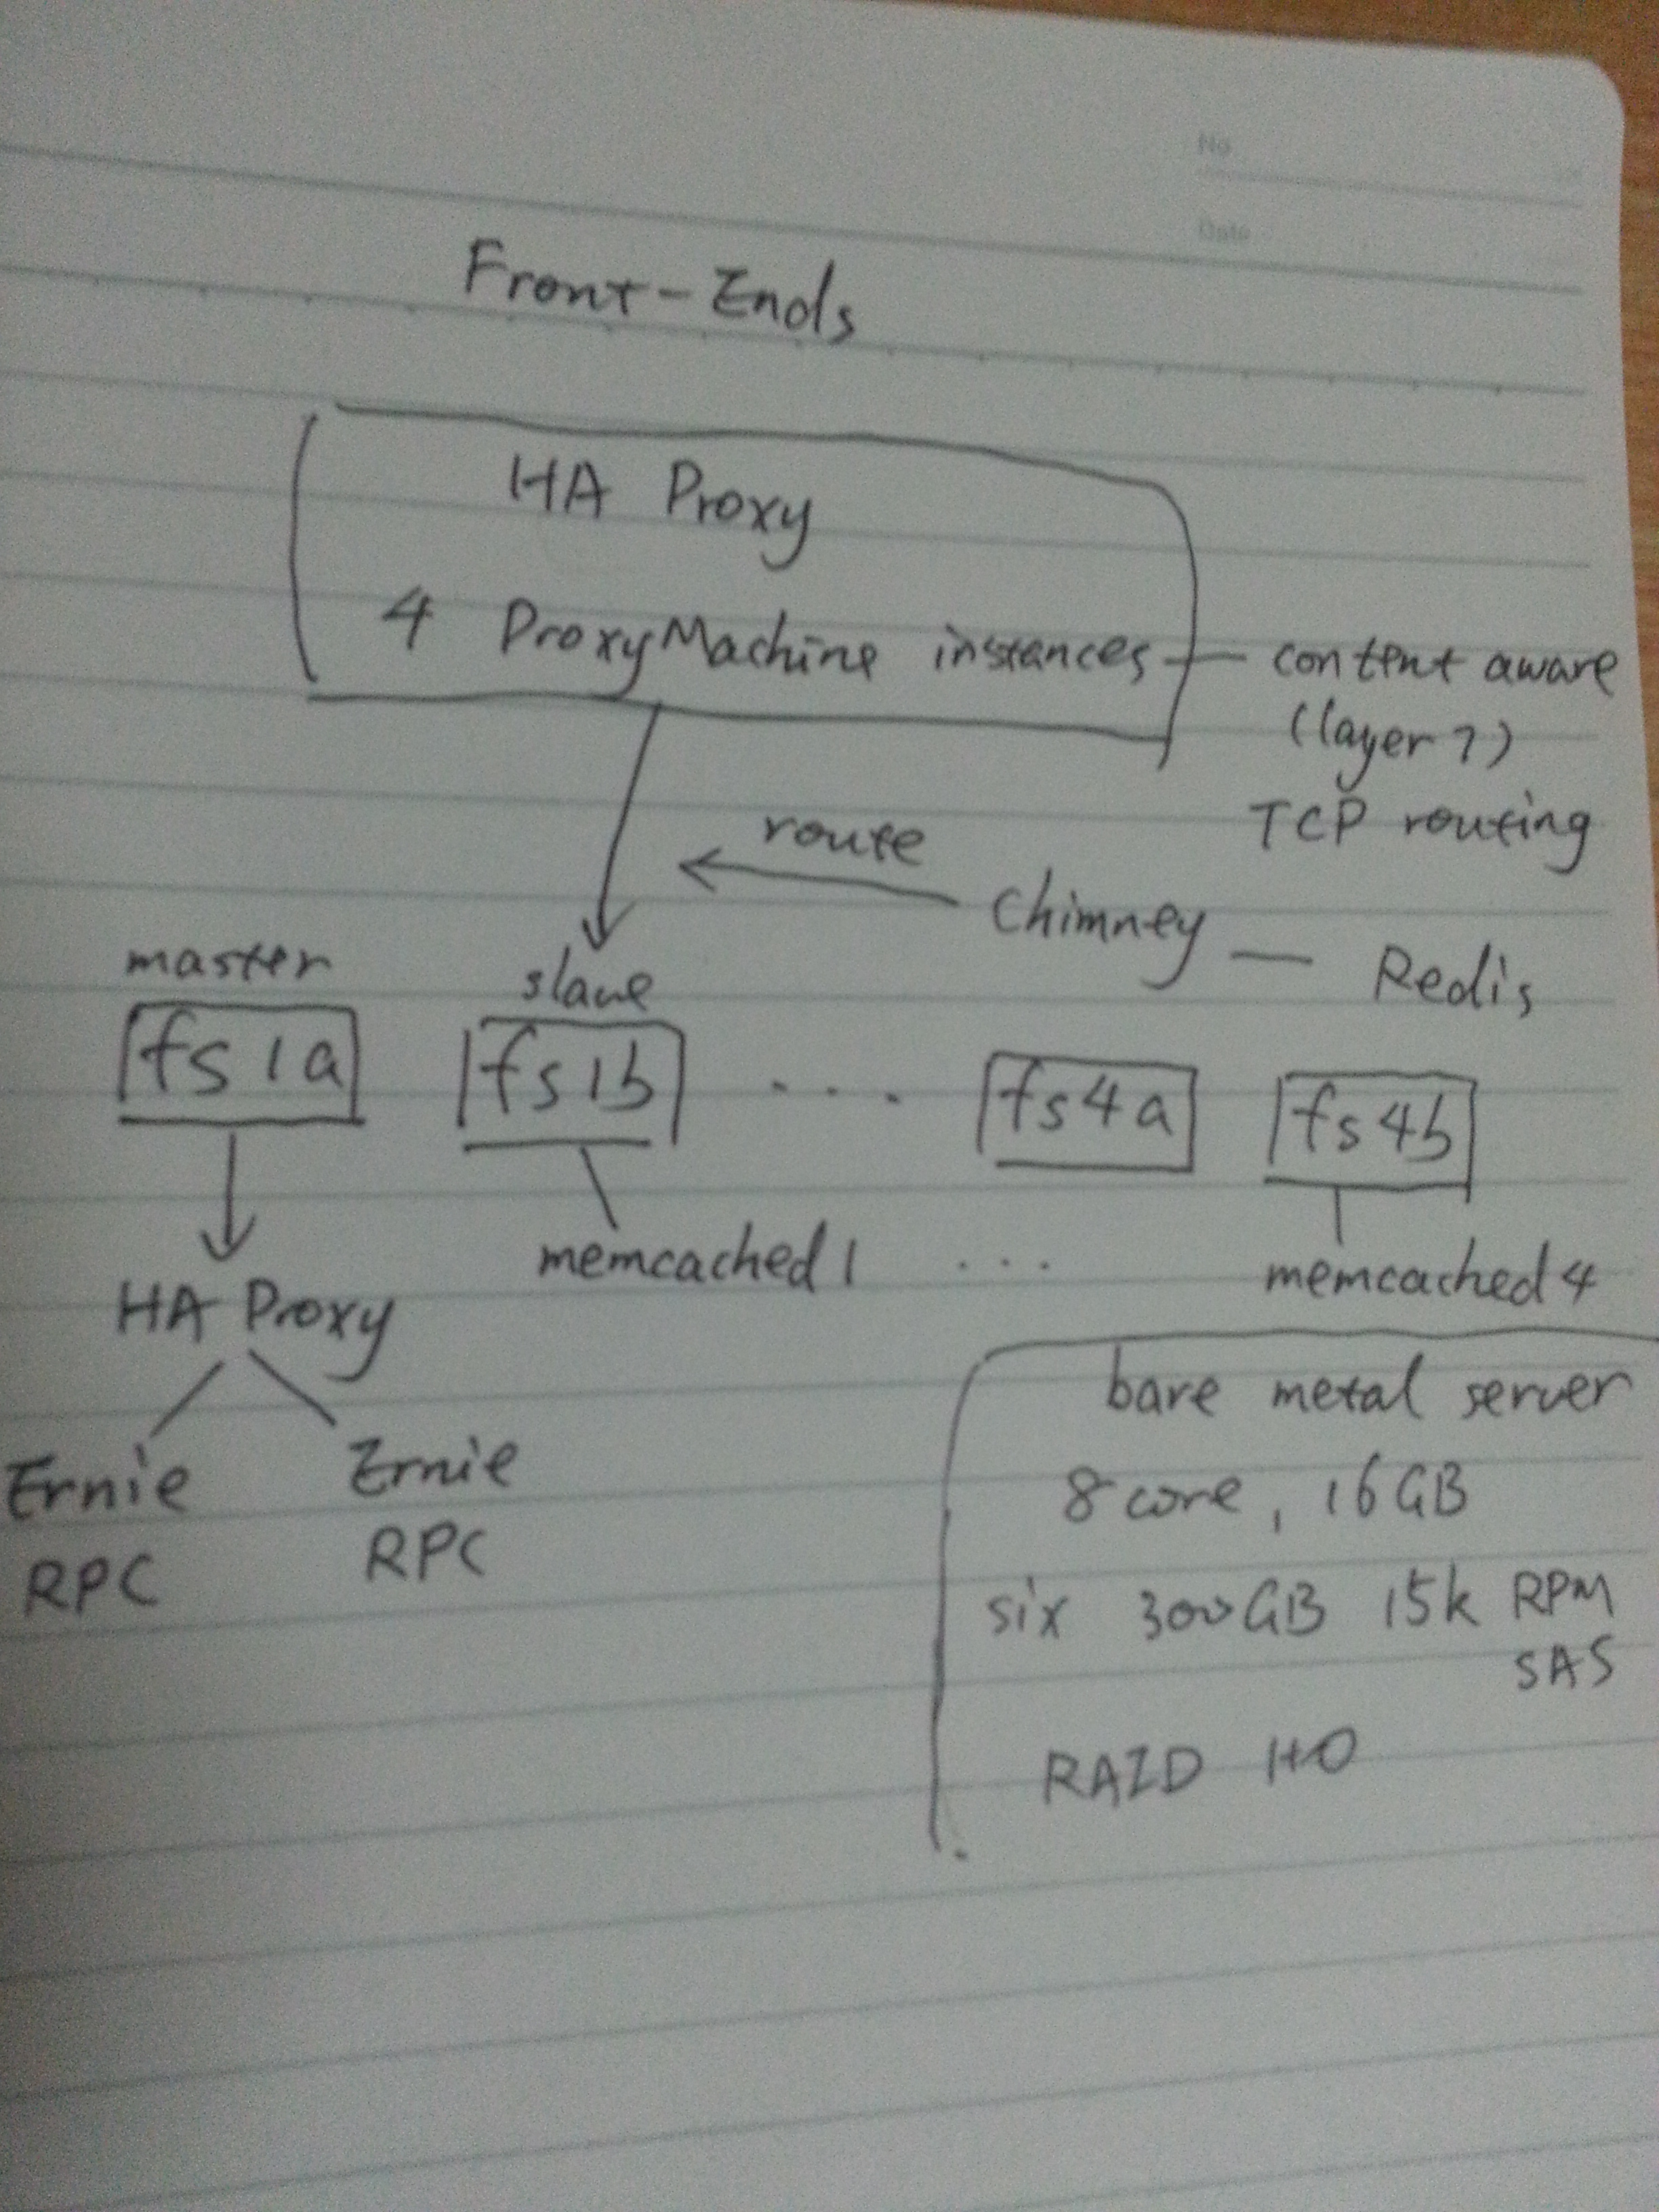 No
Date
Front-Ends
HA Proxy
4 ProxyMachine instances
content aware
(layer 7)
TCP routing
route
Chimney
Redis
master
slave
fs1a
fs1b
....
fs4a
fs4b
HA Proxy
memcached1
...
memcached4
Ernie
RPC
Ernie
RPC
bare metal server
8 core, 16GB
six 300GB 15k RPM
SAS
RAID 1+0